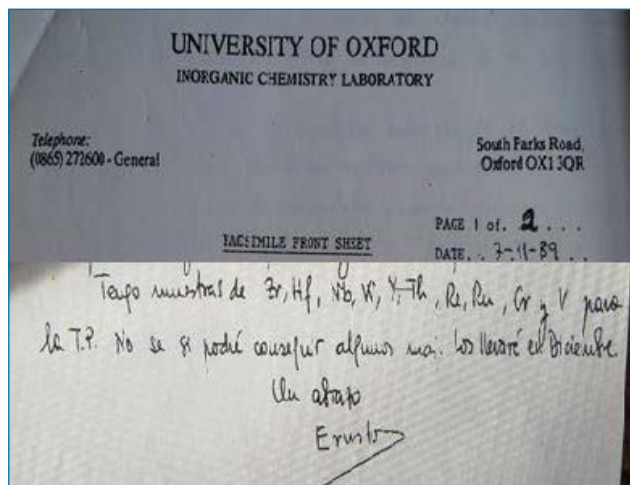 UNIVERSITY OF OXFORD
INORGANIC CHEMISTRY LABORATORY
Telephone:
(0865) 272600 - General
South Parks Road,
Oxford OX1 3QR
PAGE 1 of. 2 . . .
FACSIMILE FRONT SHEET
DATE. . 7-11-89 . .
Tengo muestras de Zr, Hf, Nb, W, Y, Th, Re, Ru, Cr y V para
la T.P. No se si podré conseguir algunos mas. Los llevaré en Diciembre
Un abrazo
Ernesto